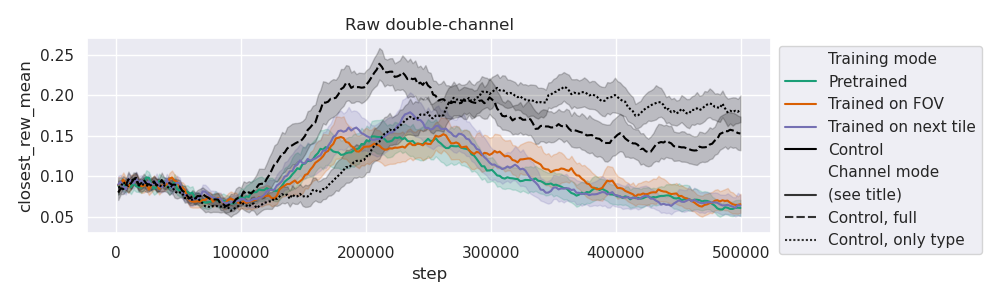 Raw double-channel
closest_rew_mean
0.25
0.20
0.15
0.10
0.05
0
100000
200000
300000
400000
500000
step
Training mode
Pretrained
Trained on FOV
Trained on next tile
Control
Channel mode
(see title)
Control, full
Control, only type